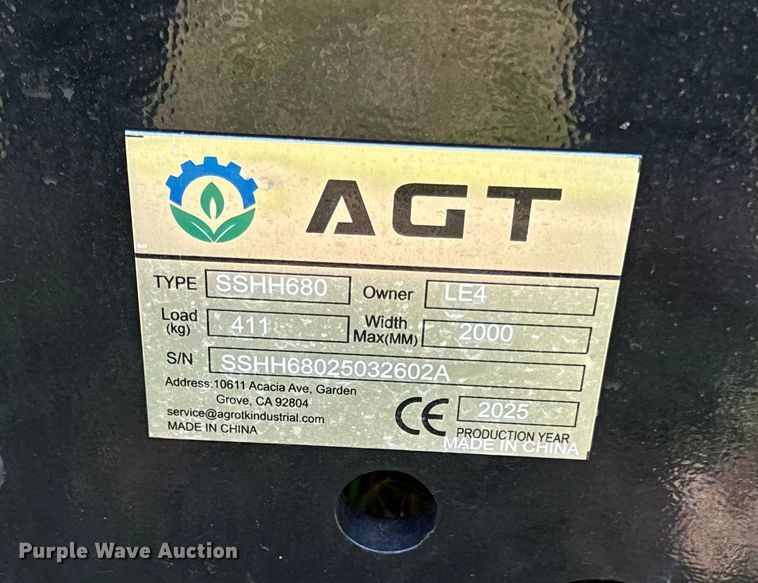 AGT
TYPE SSHH680 Owner LE4
Load (kg) 411 Width Max(MM) 2000
S/N SSHH68025032602A
Address:10611 Acacia Ave, Garden
Grove, CA 92804
service@agrotkindustrial.com
MADE IN CHINA
CE 2025
PRODUCTION YEAR
MADE IN CHINA
Purple Wave Auction